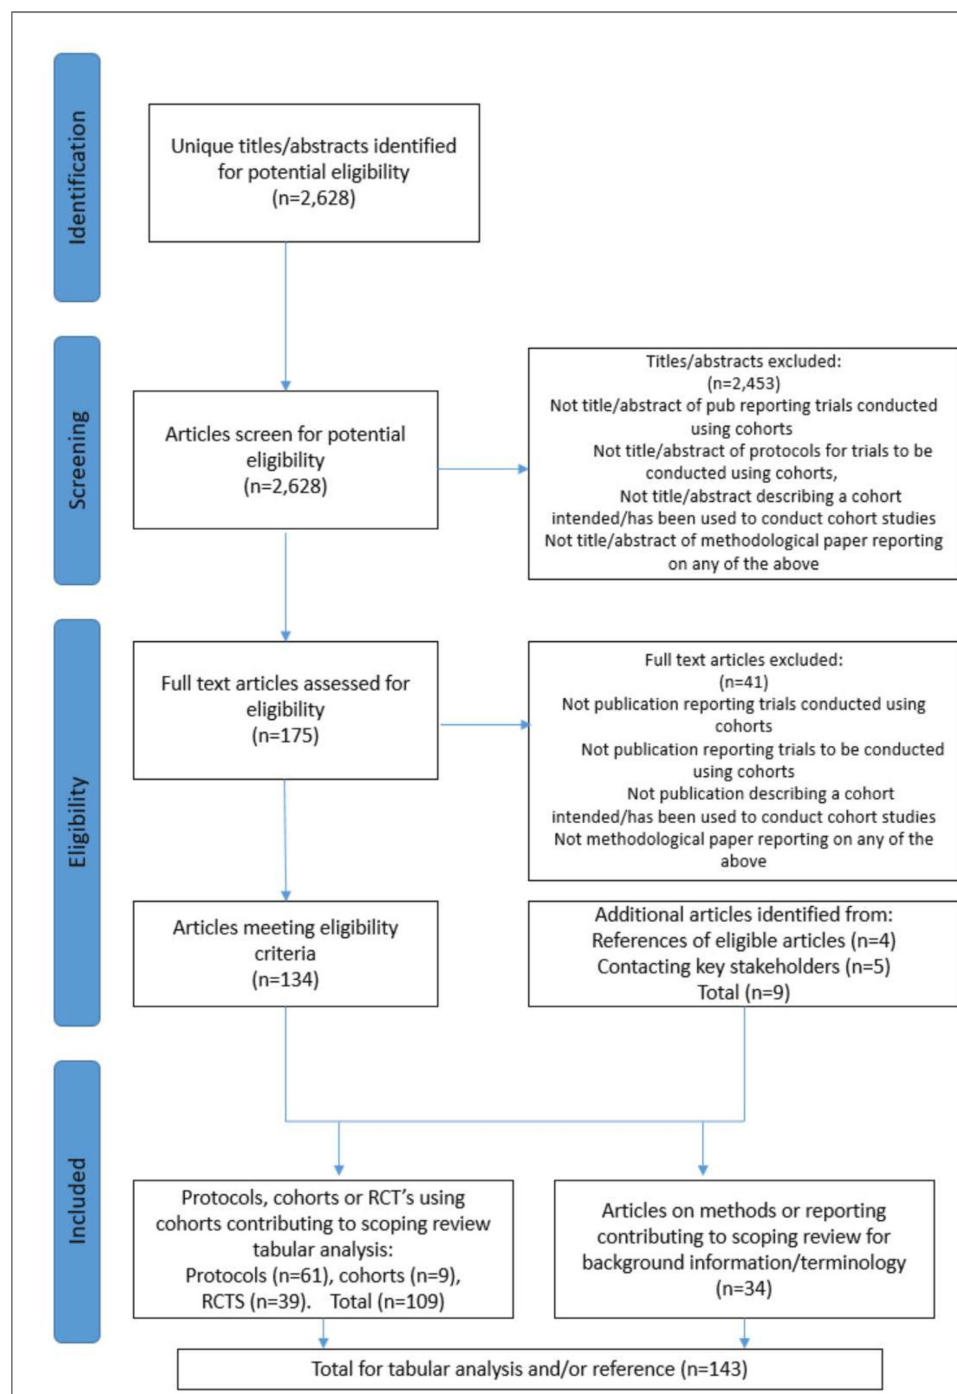 Identification
Unique titles/abstracts identified
for potential eligibility
(n=2,628)
Screening
Articles screen for potential
eligibility
(n=2,628)
Titles/abstracts excluded:
(n=2,453)
Not title/abstract of pub reporting trials conducted
using cohorts
Not title/abstract of protocols for trials to be
conducted using cohorts,
Not title/abstract describing a cohort
intended/has been used to conduct cohort studies
Not title/abstract of methodological paper reporting
on any of the above
Eligibility
Full text articles assessed for
eligibility
(n=175)
Full text articles excluded:
(n=41)
Not publication reporting trials conducted using
cohorts
Not publication reporting trials to be conducted
using cohorts
Not publication describing a cohort
intended/has been used to conduct cohort studies
Not methodological paper reporting on any of the
above
Articles meeting eligibility
criteria
(n=134)
Additional articles identified from:
References of eligible articles (n=4)
Contacting key stakeholders (n=5)
Total (n=9)
Included
Protocols, cohorts or RCT’s using
cohorts contributing to scoping review
tabular analysis:
Protocols (n=61), cohorts (n=9),
RCTS (n=39). Total (n=109)
Articles on methods or reporting
contributing to scoping review for
background information/terminology
(n=34)
Total for tabular analysis and/or reference (n=143)